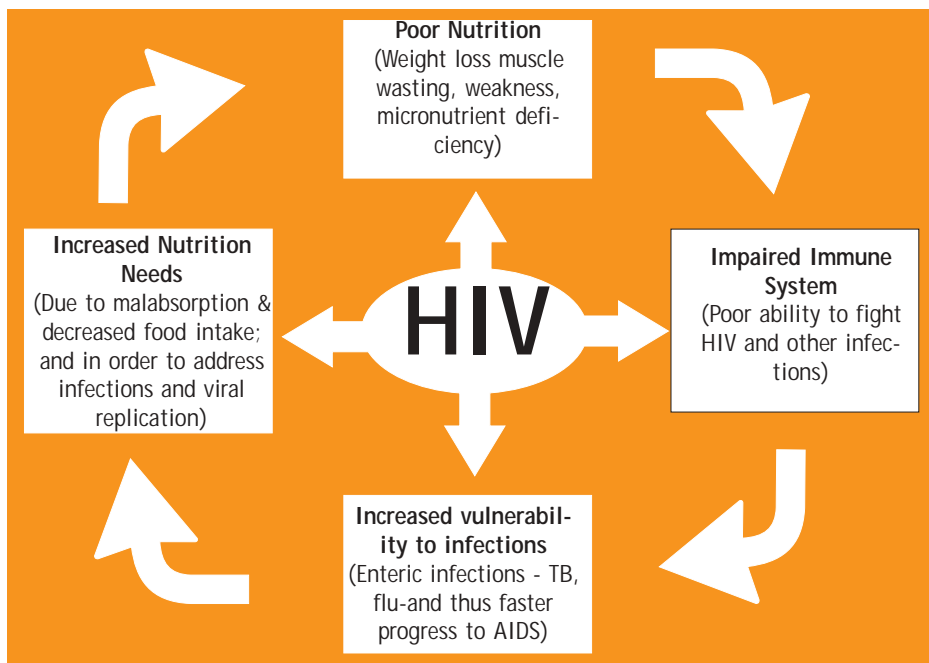 Poor Nutrition
(Weight loss muscle
wasting, weakness,
micronutrient defi-
ciency)
Increased Nutrition
Needs
(Due to malabsorption &
decreased food intake;
and in order to address
infections and viral
replication)
HIV
Impaired Immune
System
(Poor ability to fight
HIV and other infec-
tions)
Increased vulnerabil-
ity to infections
(Enteric infections - TB,
flu-and thus faster
progress to AIDS)